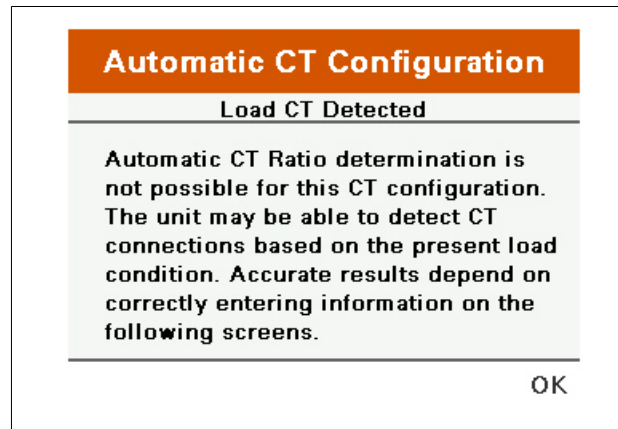 Automatic CT Configuration
Load CT Detected
Automatic CT Ratio determination is
not possible for this CT configuration.
The unit may be able to detect CT
connections based on the present load
condition. Accurate results depend on
correctly entering information on the
following screens.
OK